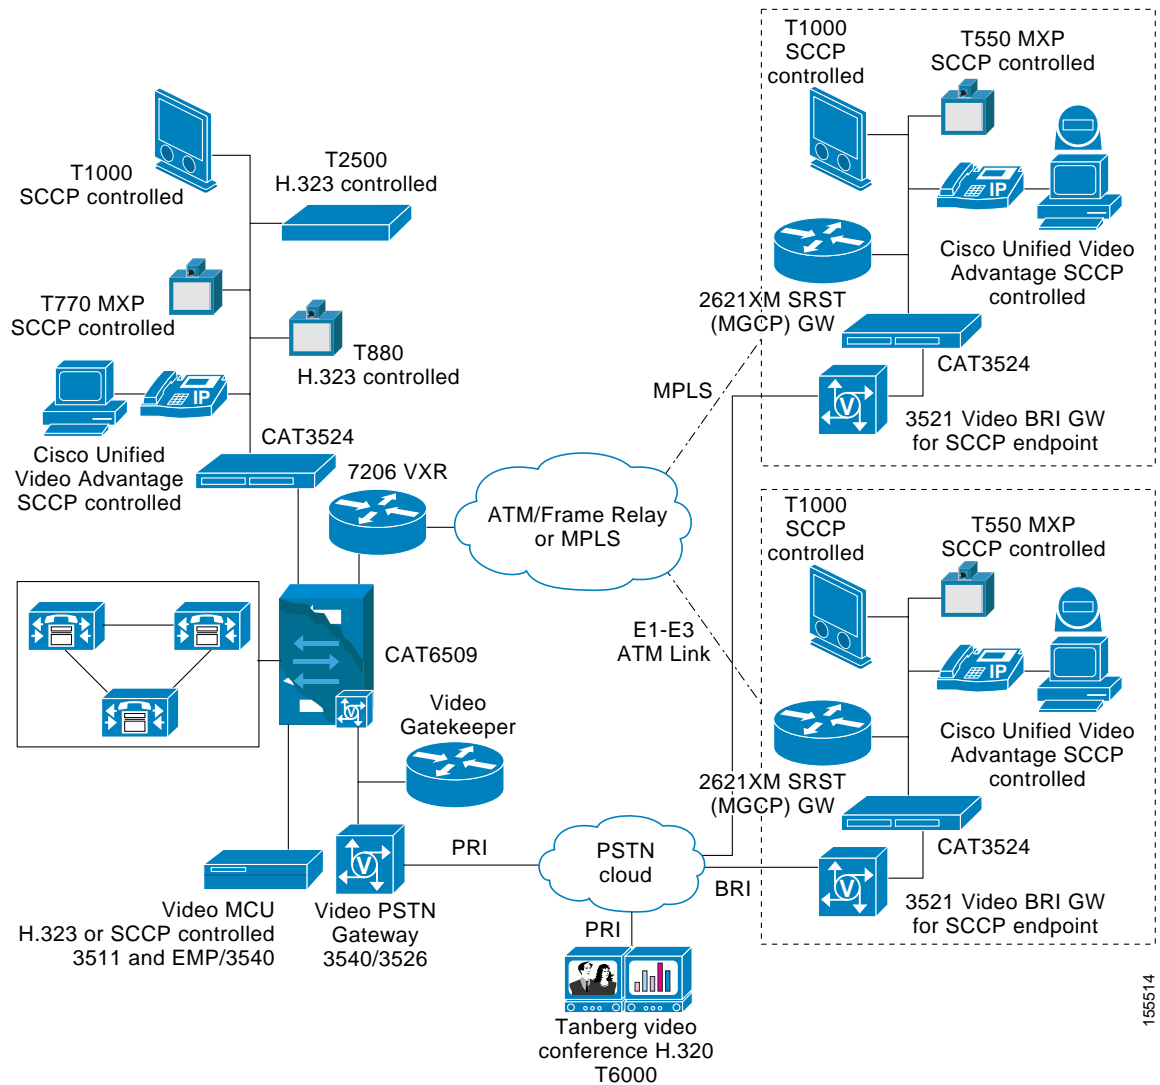 T1000
SCCP controlled
T2500
H.323 controlled
T770 MXP
SCCP controlled
T880
H.323 controlled
IP
Cisco Unified
Video Advantage
SCCP controlled
CAT3524
7206 VXR
ATM/Frame Relay
or MPLS
CAT6509
V
Video
Gatekeeper
V
PRI
PSTN
cloud
BRI
PRI
Video MCU
H.323 or SCCP controlled
3511 and EMP/3540
Video PSTN
Gateway
3540/3526
Tanberg video
conference H.320
T6000
MPLS
E1-E3
ATM Link
T1000
SCCP
controlled
T550 MXP
SCCP controlled
IP
Cisco Unified Video
Advantage SCCP
controlled
2621XM SRST
(MGCP) GW
CAT3524
V
3521 Video BRI GW
for SCCP endpoint
T1000
SCCP
controlled
T550 MXP
SCCP controlled
IP
Cisco Unified Video
Advantage SCCP
controlled
2621XM SRST
(MGCP) GW
CAT3524
V
3521 Video BRI GW
for SCCP endpoint
155514